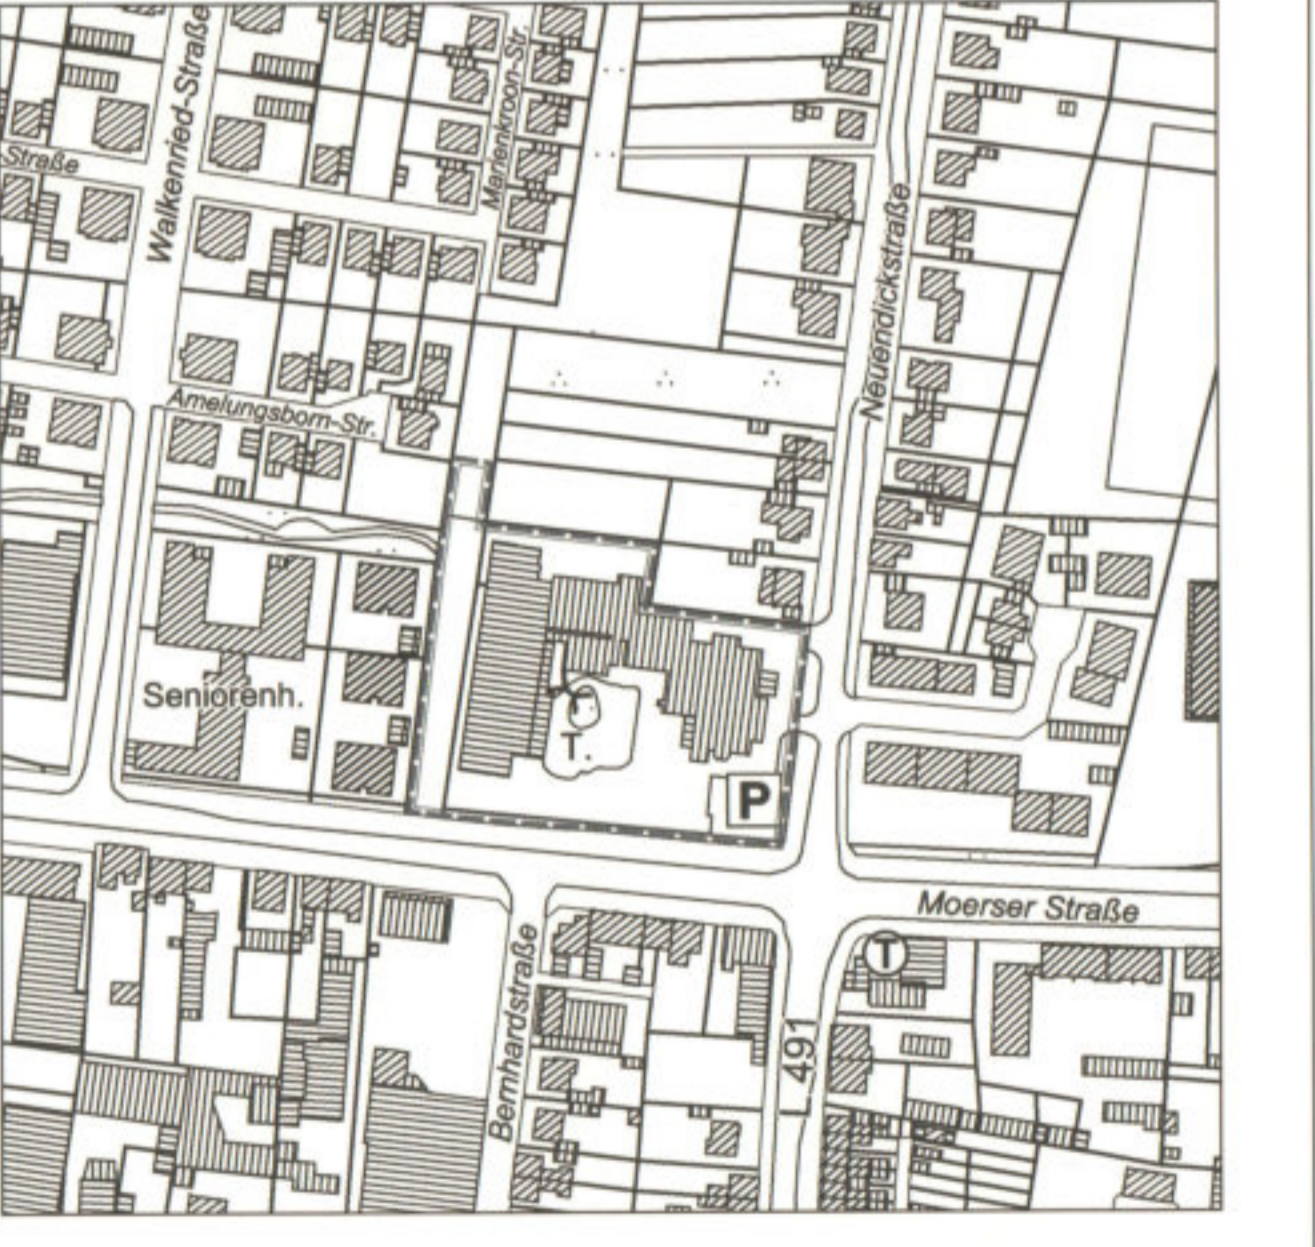 Walkenried-Straße
Marienkroon-Str.
Straße
Neuendickstraße
Amelungsborn-Str.
Seniorenh.
T.
P
Moerser Straße
T
Bernhardstraße
491